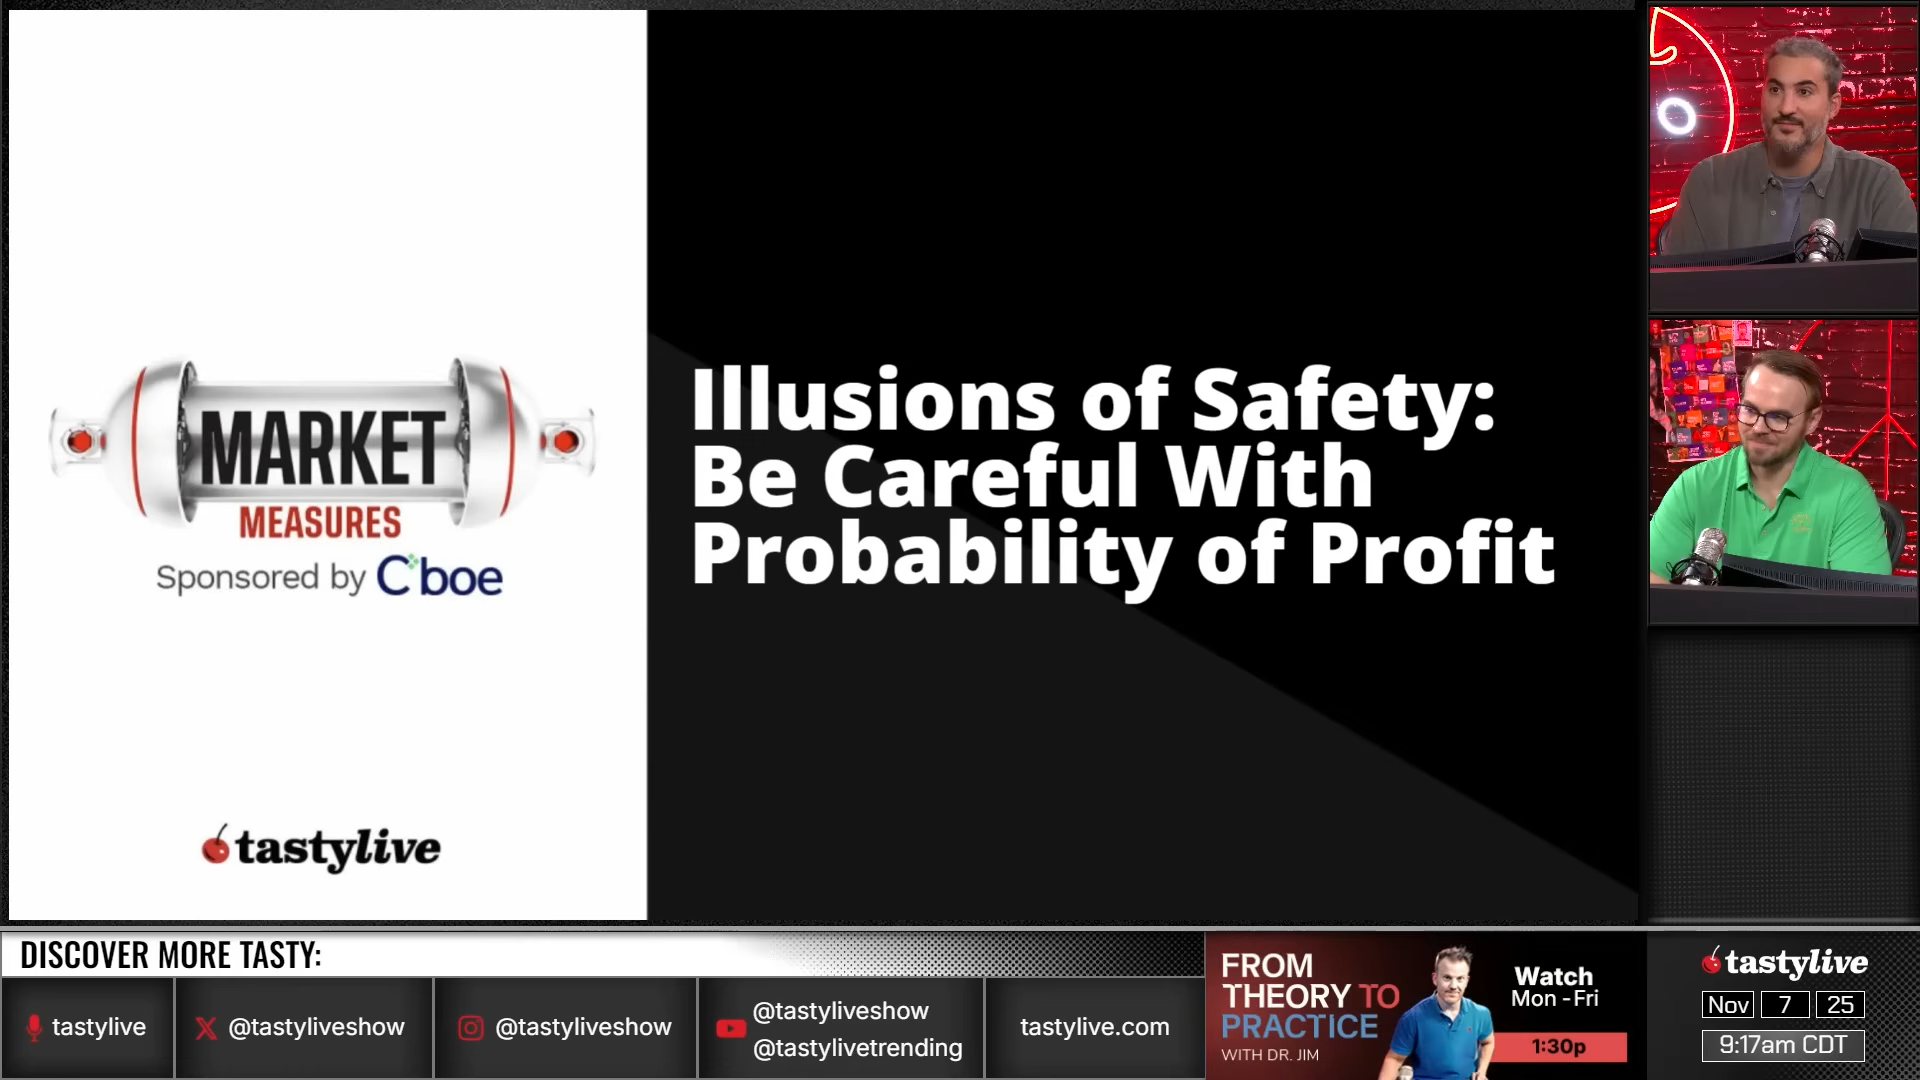 MARKET
MEASURES
Sponsored by Cboe
tastylive
Illusions of Safety:
Be Careful With
Probability of Profit
DISCOVER MORE TASTY:
tastylive
@tastyliveshow
@tastyliveshow
@tastyliveshow
@tastylivetrending
tastylive.com
FROM
THEORY TO
PRACTICE
WITH DR. JIM
Watch
Mon - Fri
1:30p
tastylive
Nov 7 25
9:17am CDT